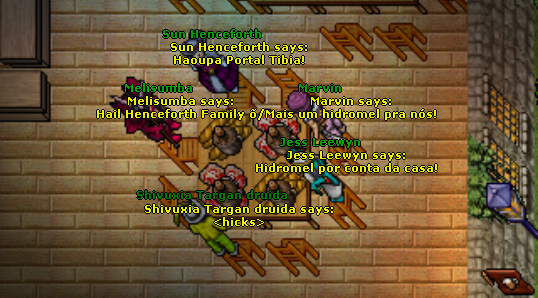 Sun Henceforth
Sun Henceforth says:
Haoupa Portal Tibia!
Melisumba
Melisumba says:
Hail Henceforth Family õ/
Marvin
Marvin says:
Mais um hidromel pra nós!
Jess Leewyn
Jess Leewyn says:
Hidromel por conta da casa!
Shivuxia Targan druida
Shivuxia Targan druida says:
<hicks>